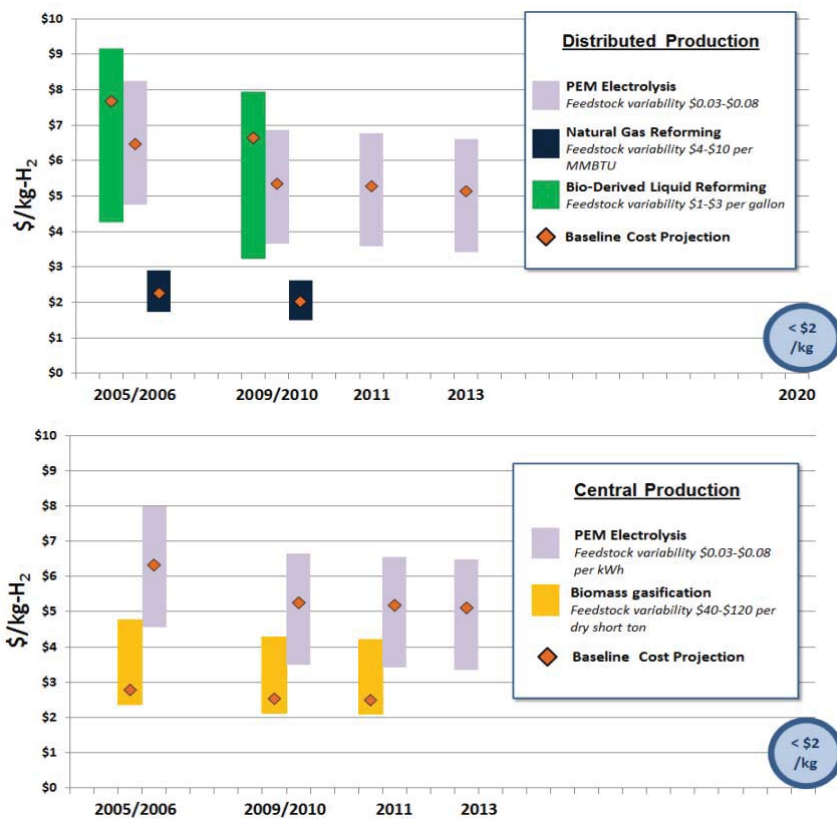 $10
$9
$8
$7
$6
$5
$4
$3
$2
$1
$0
$/kg-H₂
Distributed Production
PEM Electrolysis
Feedstock variability $0.03-$0.08
Natural Gas Reforming
Feedstock variability $4-$10 per
MMBTU
Bio-Derived Liquid Reforming
Feedstock variability $1-$3 per gallon
Baseline Cost Projection
< $2
/kg
2005/2006 2009/2010 2011 2013 2020
$10
$9
$8
$7
$6
$5
$4
$3
$2
$1
$0
$/kg-H₂
Central Production
PEM Electrolysis
Feedstock variability $0.03-$0.08
per kWh
Biomass gasification
Feedstock variability $40-$120 per
dry short ton
Baseline Cost Projection
< $2
/kg
2005/2006 2009/2010 2011 2013